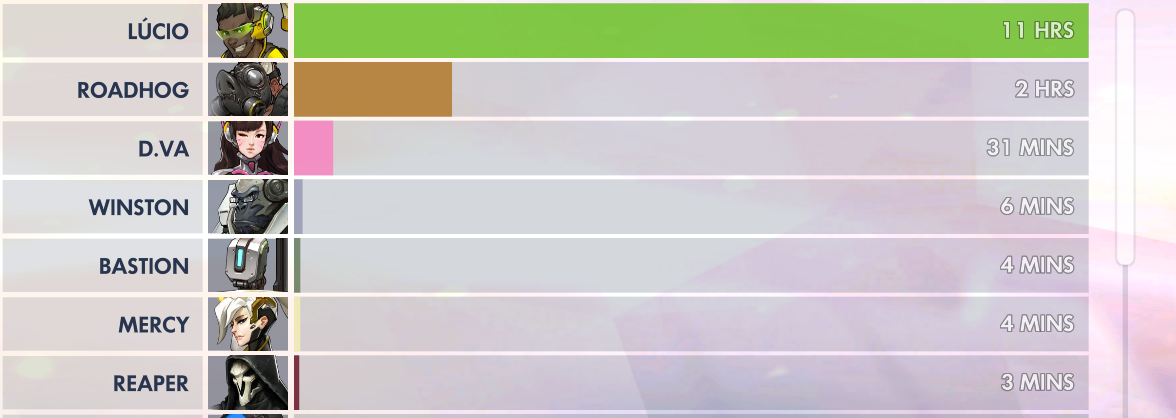 LÚCIO 11 HRS
ROADHOG 2 HRS
D.VA 31 MINS
WINSTON 6 MINS
BASTION 4 MINS
MERCY 4 MINS
REAPER 3 MINS